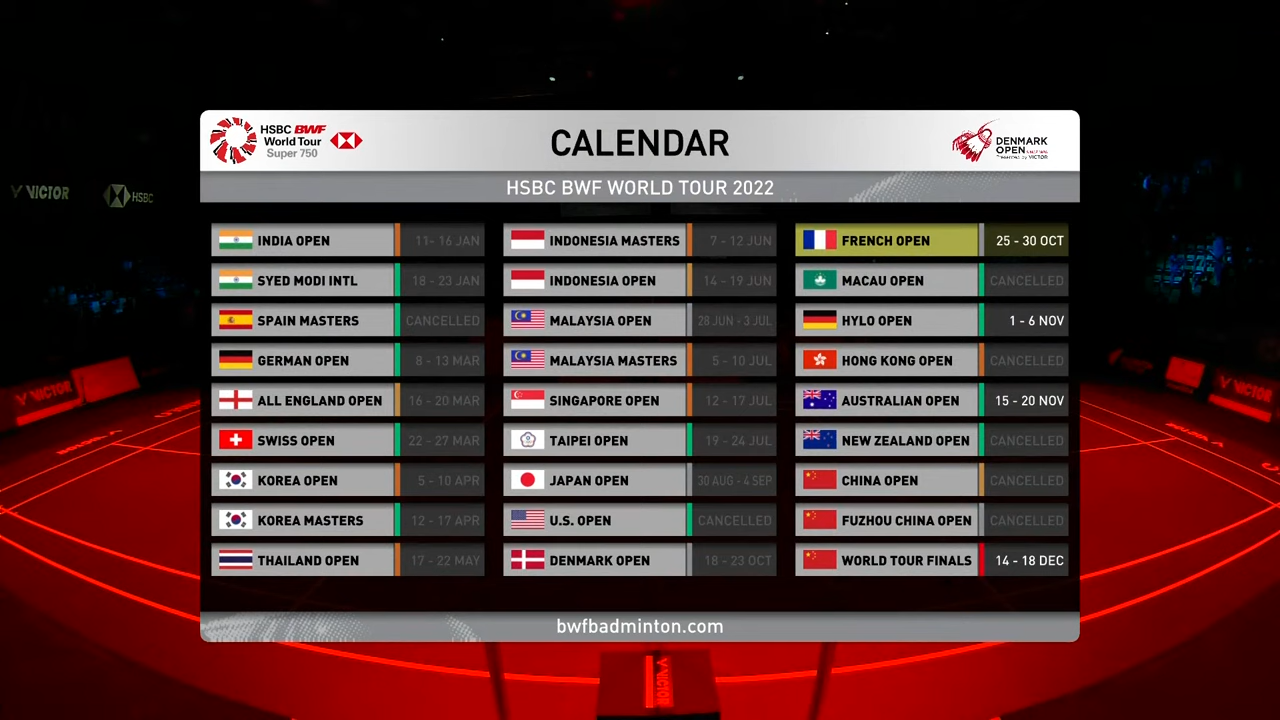 HSBC BWF
World Tour
Super 750
CALENDAR
DENMARK
OPEN
Presented by VICTOR
HSBC BWF WORLD TOUR 2022
VICTOR
HSBC
INDIA OPEN 11- 16 JAN
SYED MODI INTL 18 - 23 JAN
SPAIN MASTERS CANCELLED
GERMAN OPEN 8 - 13 MAR
ALL ENGLAND OPEN 16 - 20 MAR
SWISS OPEN 22 - 27 MAR
KOREA OPEN 5 - 10 APR
KOREA MASTERS 12 - 17 APR
THAILAND OPEN 17 - 22 MAY
INDONESIA MASTERS 7 - 12 JUN
INDONESIA OPEN 14 - 19 JUN
MALAYSIA OPEN 28 JUN - 3 JUL
MALAYSIA MASTERS 5 - 10 JUL
SINGAPORE OPEN 12 - 17 JUL
TAIPEI OPEN 19 - 24 JUL
JAPAN OPEN 30 AUG - 4 SEP
U.S. OPEN CANCELLED
DENMARK OPEN 18 - 23 OCT
FRENCH OPEN 25 - 30 OCT
MACAU OPEN CANCELLED
HYLO OPEN 1 - 6 NOV
HONG KONG OPEN CANCELLED
AUSTRALIAN OPEN 15 - 20 NOV
NEW ZEALAND OPEN CANCELLED
CHINA OPEN CANCELLED
FUZHOU CHINA OPEN CANCELLED
WORLD TOUR FINALS 14 - 18 DEC
VICTOR
VICTOR
bwfbadminton.com
VICTOR